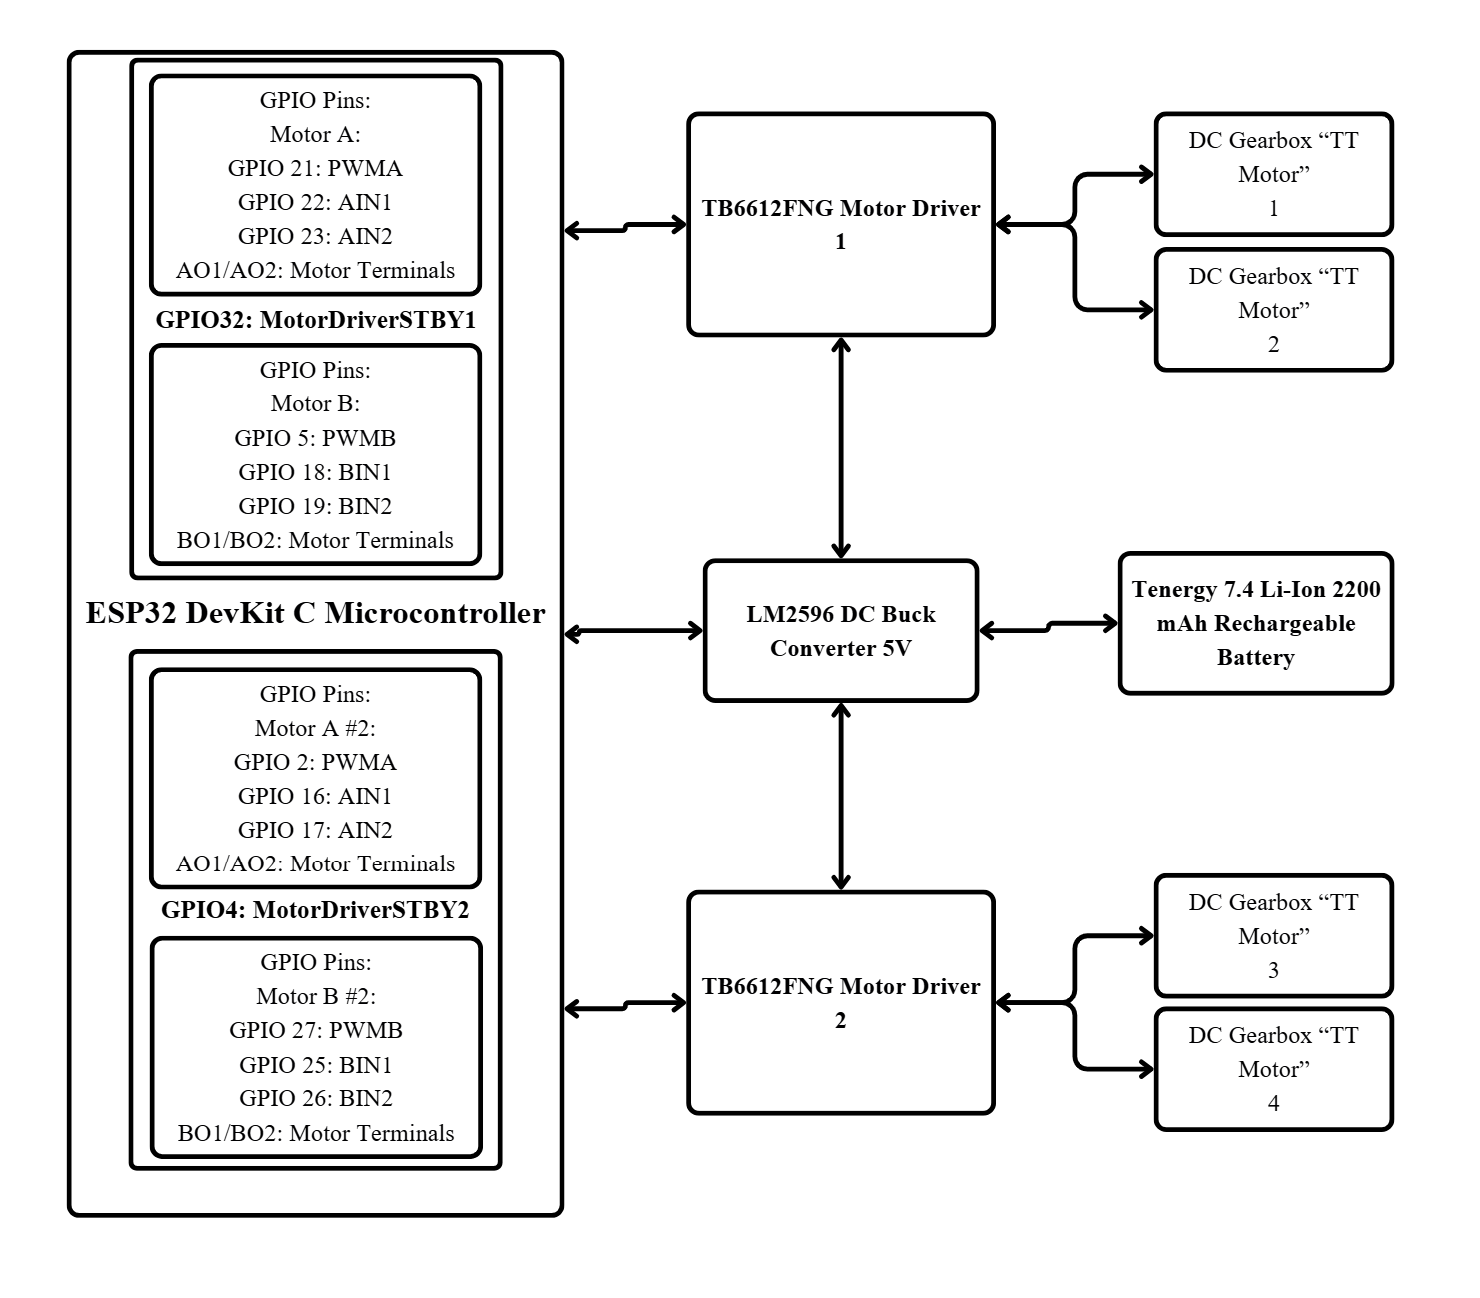 GPIO Pins:
Motor A:
GPIO 21: PWMA
GPIO 22: AIN1
GPIO 23: AIN2
AO1/AO2: Motor Terminals
GPIO32: MotorDriverSTBY1
GPIO Pins:
Motor B:
GPIO 5: PWMB
GPIO 18: BIN1
GPIO 19: BIN2
BO1/BO2: Motor Terminals
ESP32 DevKit C Microcontroller
GPIO Pins:
Motor A #2:
GPIO 2: PWMA
GPIO 16: AIN1
GPIO 17: AIN2
AO1/AO2: Motor Terminals
GPIO4: MotorDriverSTBY2
GPIO Pins:
Motor B #2:
GPIO 27: PWMB
GPIO 25: BIN1
GPIO 26: BIN2
BO1/BO2: Motor Terminals
TB6612FNG Motor Driver
1
LM2596 DC Buck
Converter 5V
TB6612FNG Motor Driver
2
DC Gearbox “TT
Motor”
1
DC Gearbox “TT
Motor”
2
Tenergy 7.4 Li-Ion 2200
mAh Rechargeable
Battery
DC Gearbox “TT
Motor”
3
DC Gearbox “TT
Motor”
4